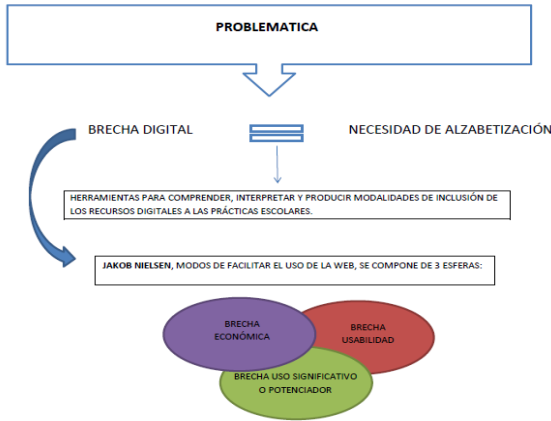 PROBLEMATICA
BRECHA DIGITAL
NECESIDAD DE ALZABETIZACIÓN
HERRAMIENTAS PARA COMPRENDER, INTERPRETAR Y PRODUCIR MODALIDADES DE INCLUSIÓN DE
LOS RECURSOS DIGITALES A LAS PRÁCTICAS ESCOLARES.
JAKOB NIELSEN, MODOS DE FACILITAR EL USO DE LA WEB, SE COMPONE DE 3 ESFERAS:
BRECHA
ECONÓMICA
BRECHA
USABILIDAD
BRECHA USO SIGNIFICATIVO
O POTENCIADOR